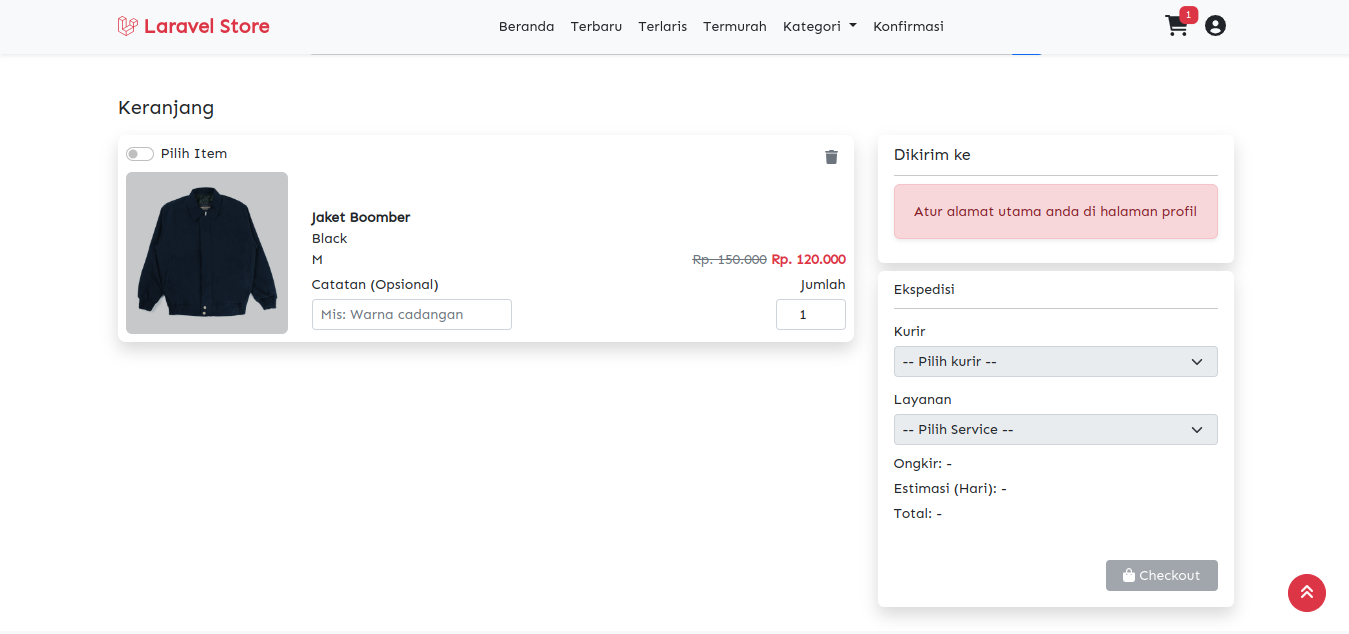 Laravel Store
Beranda Terbaru Terlaris Termurah Kategori Konfirmasi
1
Keranjang
Pilih Item
Jaket Boomber
Black
M
Rp. 150.000 Rp. 120.000
Catatan (Opsional)
Jumlah
Mis: Warna cadangan
1
Dikirim ke
Atur alamat utama anda di halaman profil
Ekspedisi
Kurir
-- Pilih kurir --
Layanan
-- Pilih Service --
Ongkir: -
Estimasi (Hari): -
Total: -
Checkout